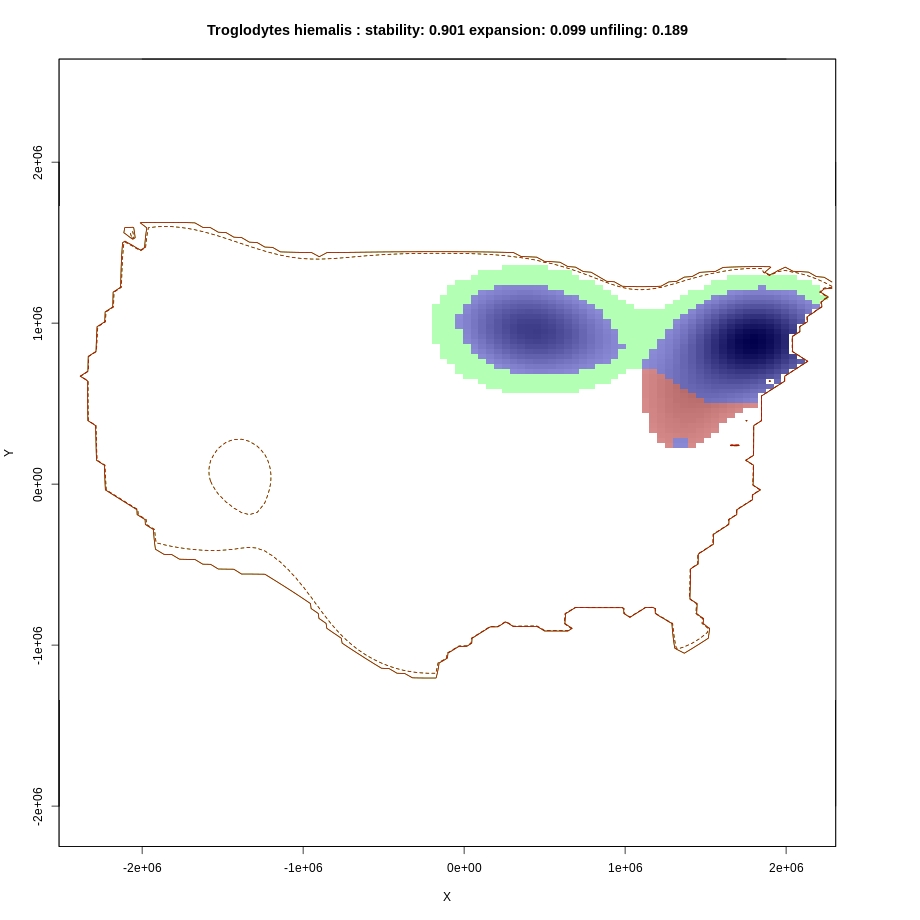 Troglodytes hiemalis : stability: 0.901 expansion: 0.099 unfiling: 0.189
2e+06
1e+06
0e+00
-1e+06
-2e+06
Y
-2e+06 -1e+06 0e+00 1e+06 2e+06
X